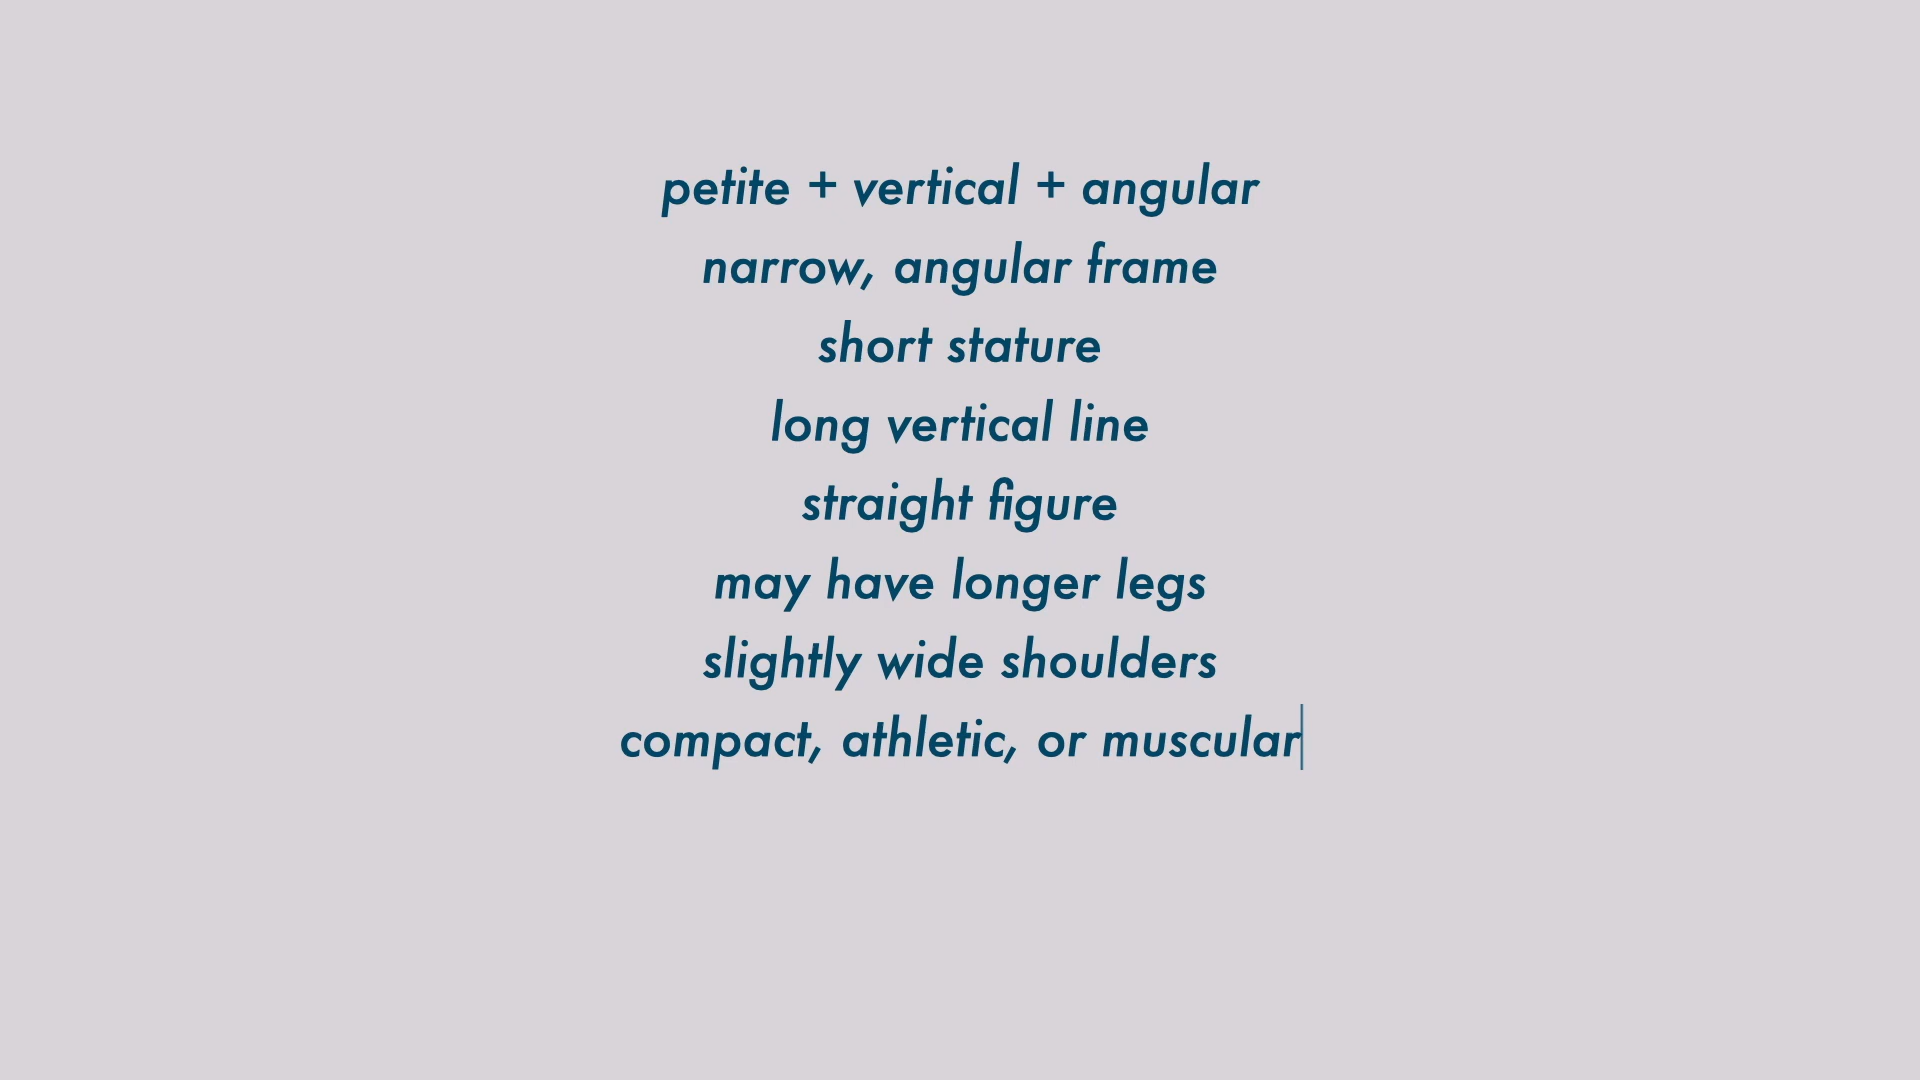 petite + vertical + angular
narrow, angular frame
short stature
long vertical line
straight figure
may have longer legs
slightly wide shoulders
compact, athletic, or muscular